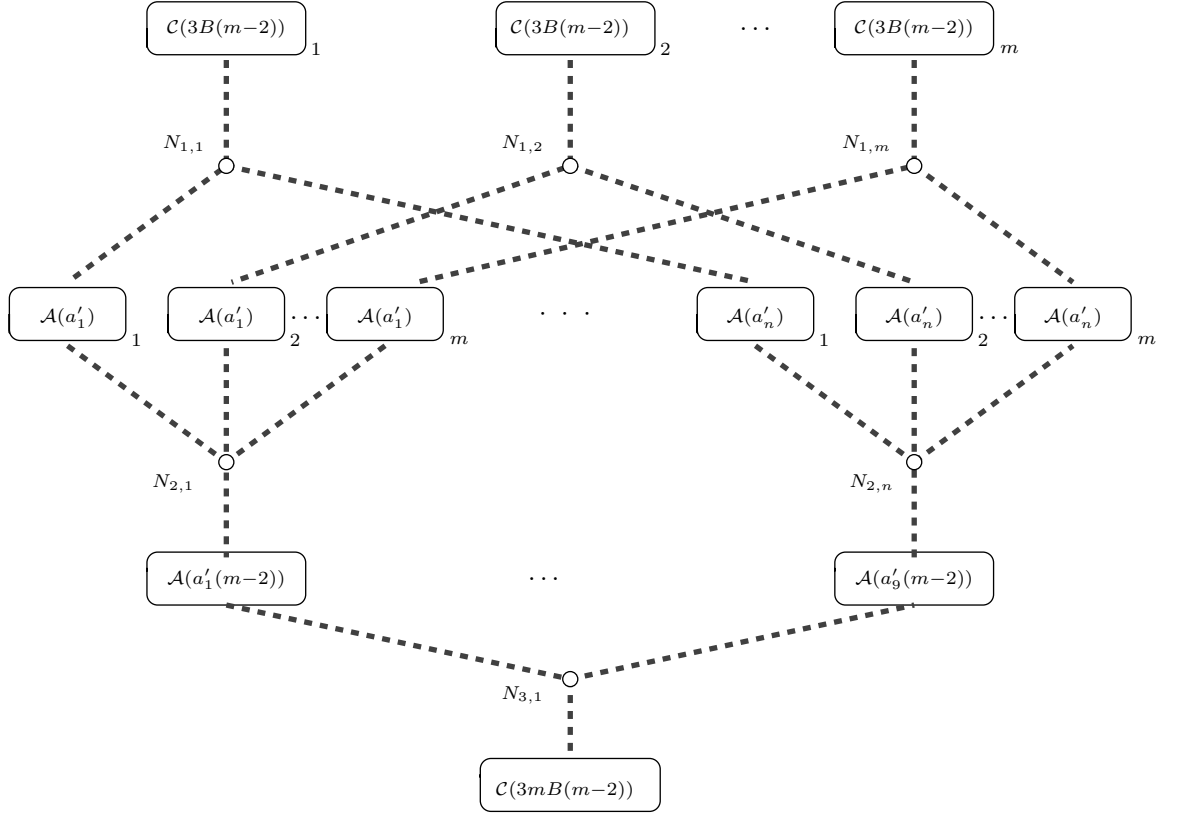 𝒞(3B(m−2))₁ 𝒞(3B(m−2))₂ ··· 𝒞(3B(m−2))ₘ
N₁,₁ N₁,₂ N₁,ₘ
𝒜(a′₁)₁ 𝒜(a′₁)₂ ··· 𝒜(a′₁)ₘ · · · 𝒜(a′ₙ)₁ 𝒜(a′ₙ)₂ ··· 𝒜(a′ₙ)ₘ
N₂,₁ N₂,ₙ
𝒜(a′₁(m−2)) ··· 𝒜(a′₉(m−2))
N₃,₁
𝒞(3mB(m−2))